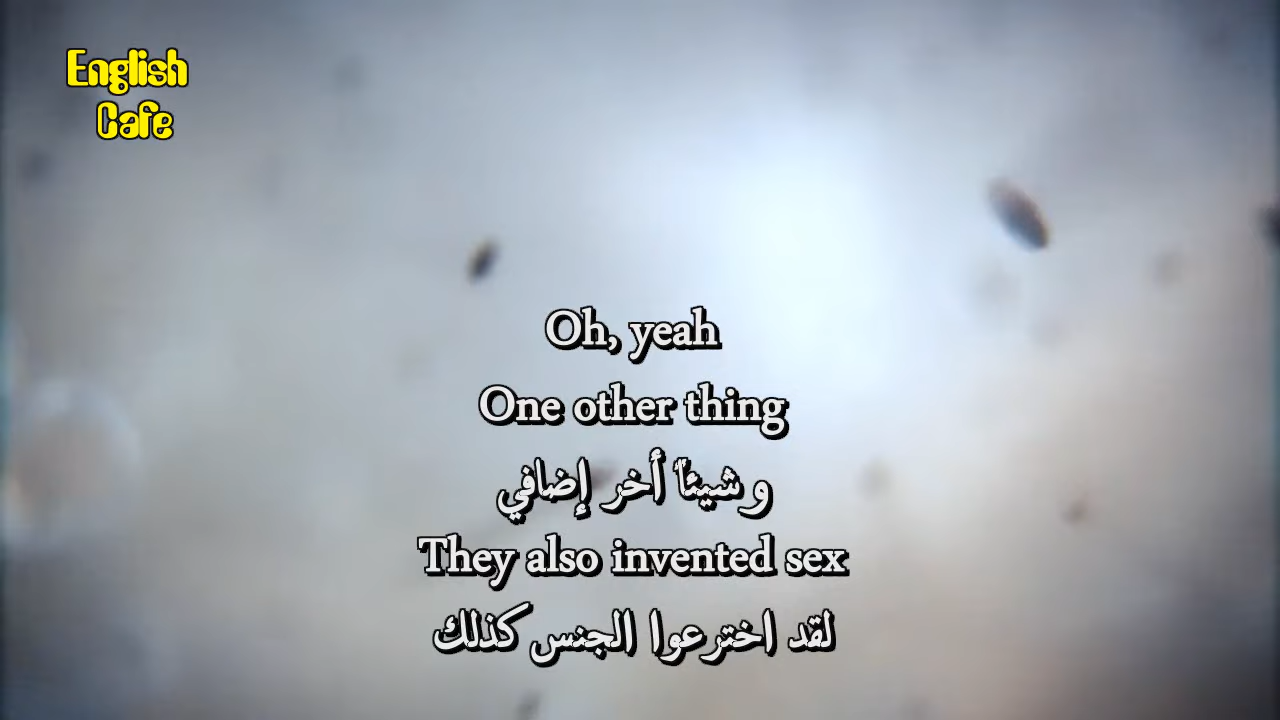 English
Cafe
Oh, yeah
One other thing
و شيئاً أخر إضافي
They also invented sex
لقد اخترعوا الجنس كذلك